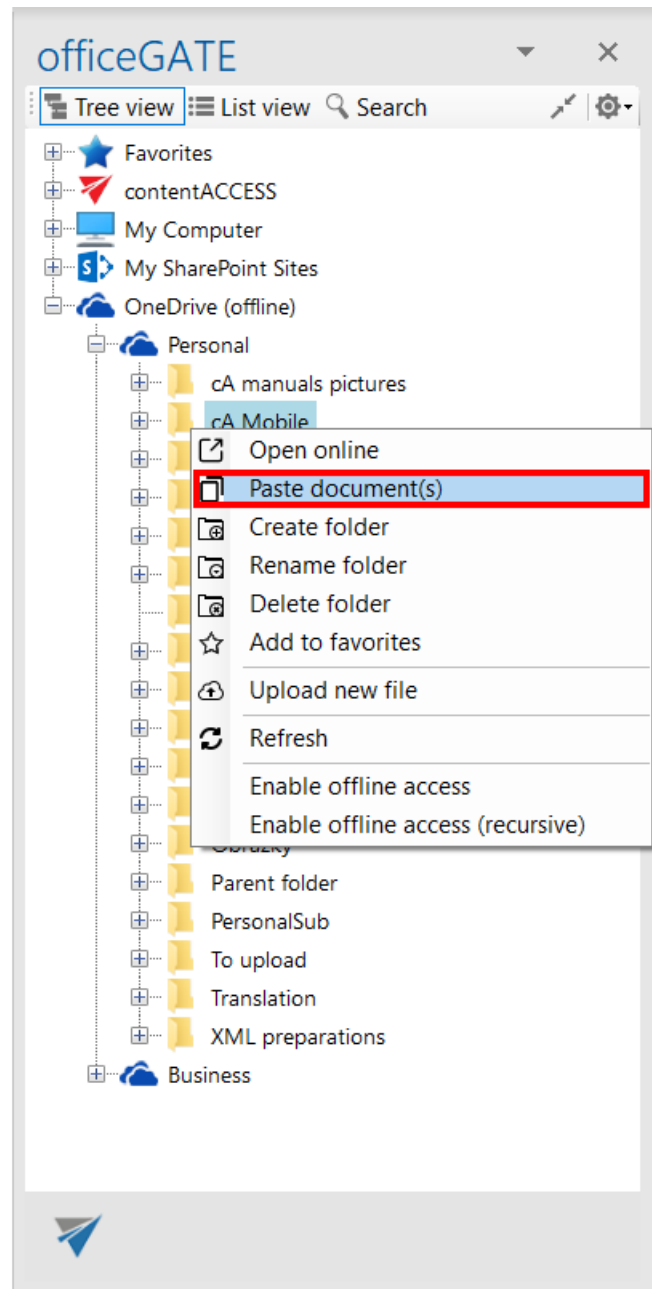 officeGATE
Tree view List view Search
Favorites
contentACCESS
My Computer
My SharePoint Sites
OneDrive (offline)
Personal
cA manuals pictures
cA Mobile
Open online
Paste document(s)
Create folder
Rename folder
Delete folder
Add to favorites
Upload new file
Refresh
Enable offline access
Enable offline access (recursive)
Obrázky
Parent folder
PersonalSub
To upload
Translation
XML preparations
Business